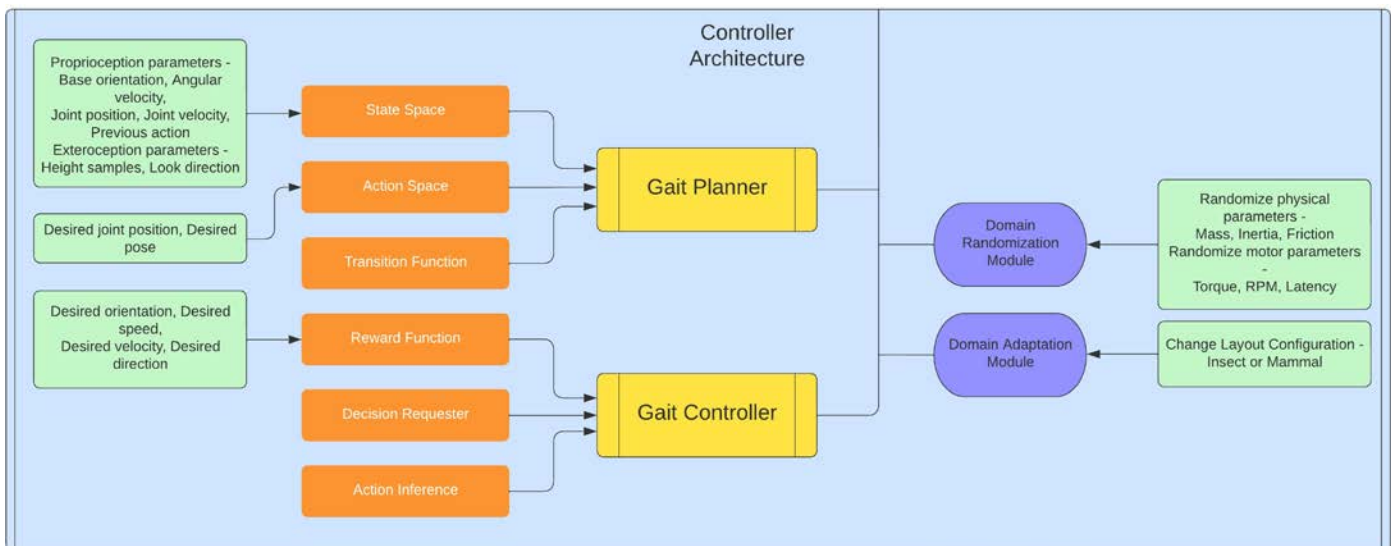 Controller
Architecture
Proprioception parameters -
Base orientation, Angular
velocity,
Joint position, Joint velocity,
Previous action
Exteroception parameters -
Height samples, Look direction
State Space
Action Space
Desired joint position, Desired
pose
Transition Function
Gait Planner
Domain
Randomization
Module
Randomize physical
parameters -
Mass, Inertia, Friction
Randomize motor parameters
-
Torque, RPM, Latency
Desired orientation, Desired
speed,
Desired velocity, Desired
direction
Reward Function
Decision Requester
Action Inference
Gait Controller
Domain Adaptation
Module
Change Layout Configuration -
Insect or Mammal